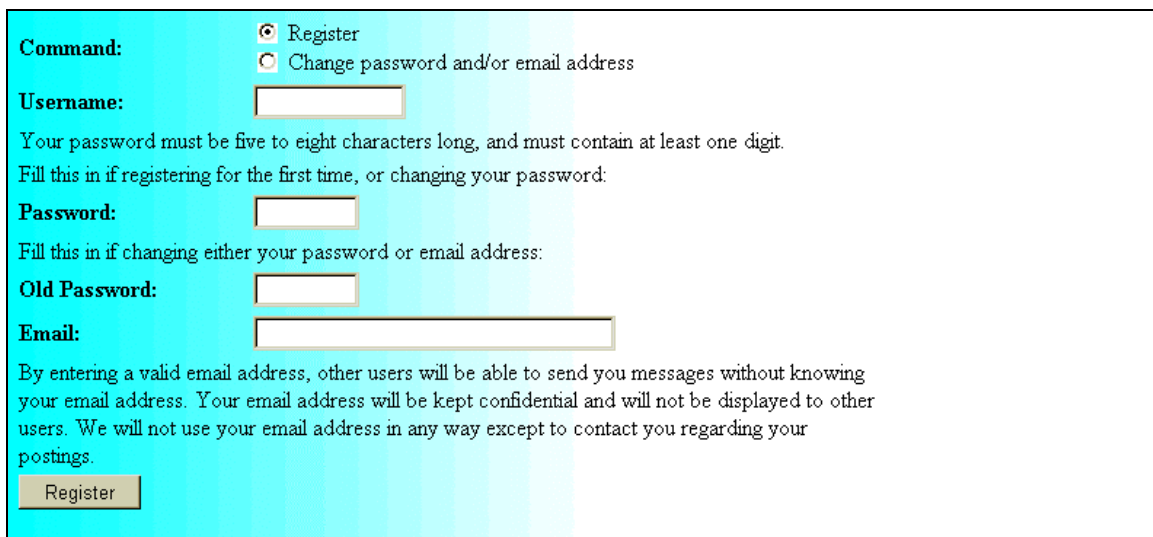 Command:
Register
Change password and/or email address
Username:
Your password must be five to eight characters long, and must contain at least one digit.
Fill this in if registering for the first time, or changing your password:
Password:
Fill this in if changing either your password or email address:
Old Password:
Email:
By entering a valid email address, other users will be able to send you messages without knowing
your email address. Your email address will be kept confidential and will not be displayed to other
users. We will not use your email address in any way except to contact you regarding your
postings.
Register